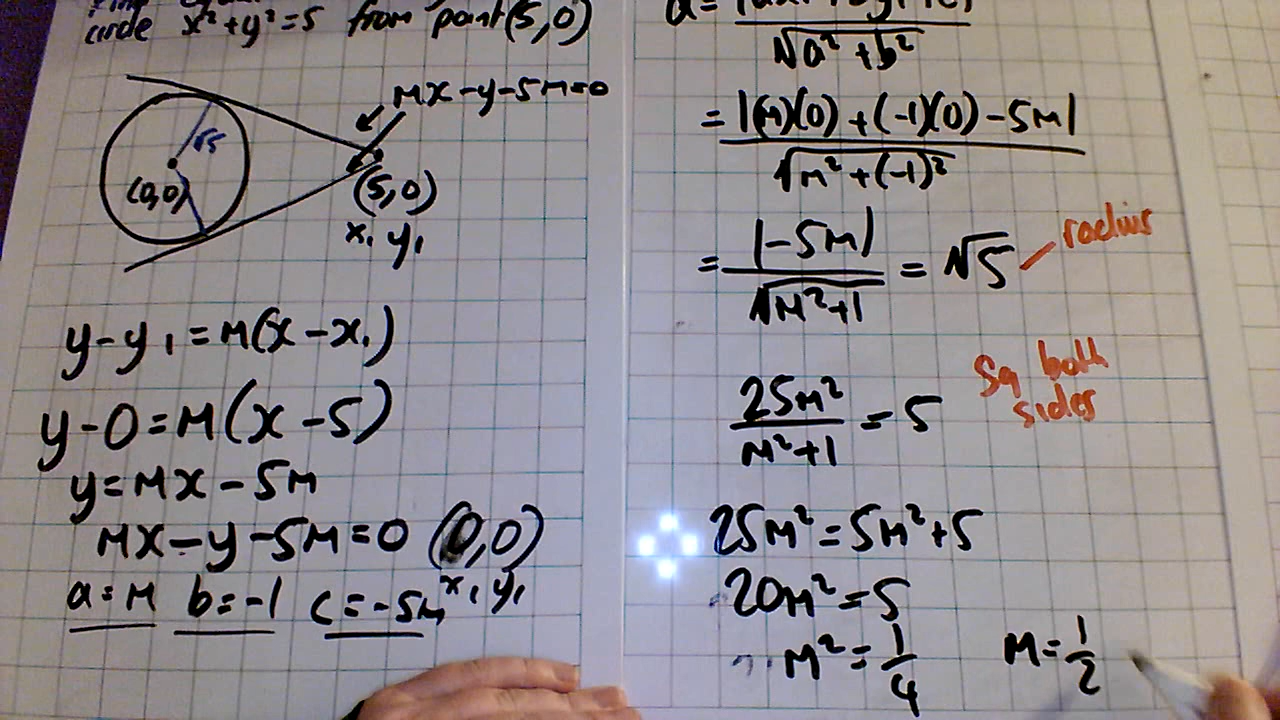 circle x²+y²=5 from point (5,0)
Mx-y-5M=0
√5
(0,0)
(5,0)
x₁ y₁
y-y₁=M(x-x₁)
y-0=M(x-5)
y=Mx-5M
Mx-y-5M=0 (0,0)
x₁ y₁
a=M b=-1 c=-5M
√a²+b²
=|(M)(0)+(-1)(0)-5M|
√M²+(-1)²
=|-5M|/√M²+1=√5 radius
25M²/M²+1=5 Sq both
sides
25M²=5M²+5
20M²=5
M²=1/4 M=1/2